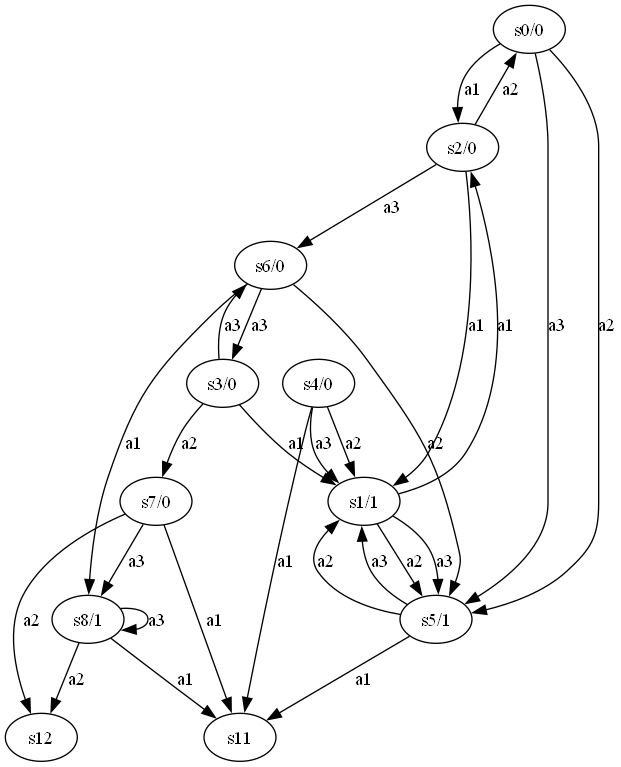 s0/0
a1 a2
s2/0
a3
s6/0
a3 a3 a1 a1 a3 a2
s3/0 s4/0
a1 a2 a1 a3 a2 a2
s7/0 s1/1
a3 a1 a2 a3 a2 a3
a2 a1
s8/1 a3 s5/1
a2 a1 a1
s12 s11